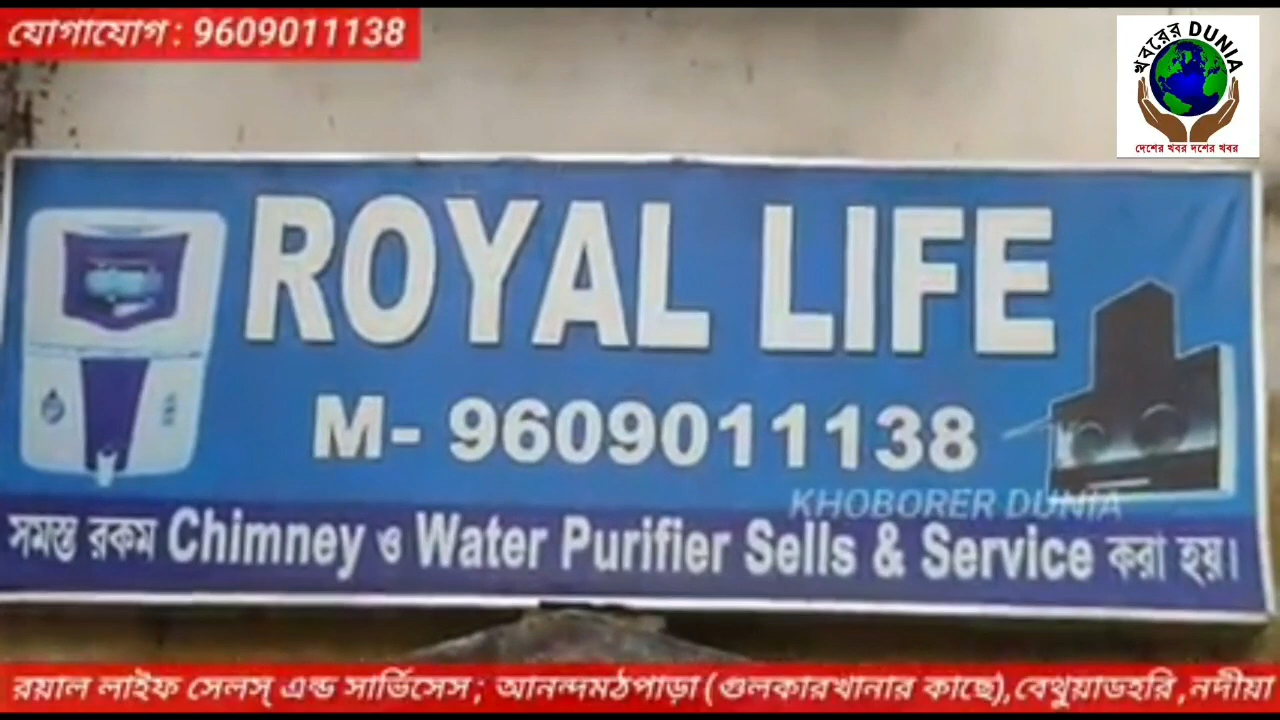 যোগাযোগ : 9609011138
খবরের DUNIA
দেশের খবর দশের খবর
ROYAL LIFE
M- 9609011138
KHOBORER DUNIA
সমস্ত রকম Chimney ও Water Purifier Sells & Service করা হয়।
রয়াল লাইফ সেলস্ এন্ড সার্ভিসেস ; আনন্দমঠপাড়া (গুলকারখানার কাছে), বেথুয়াডহরি , নদীয়া